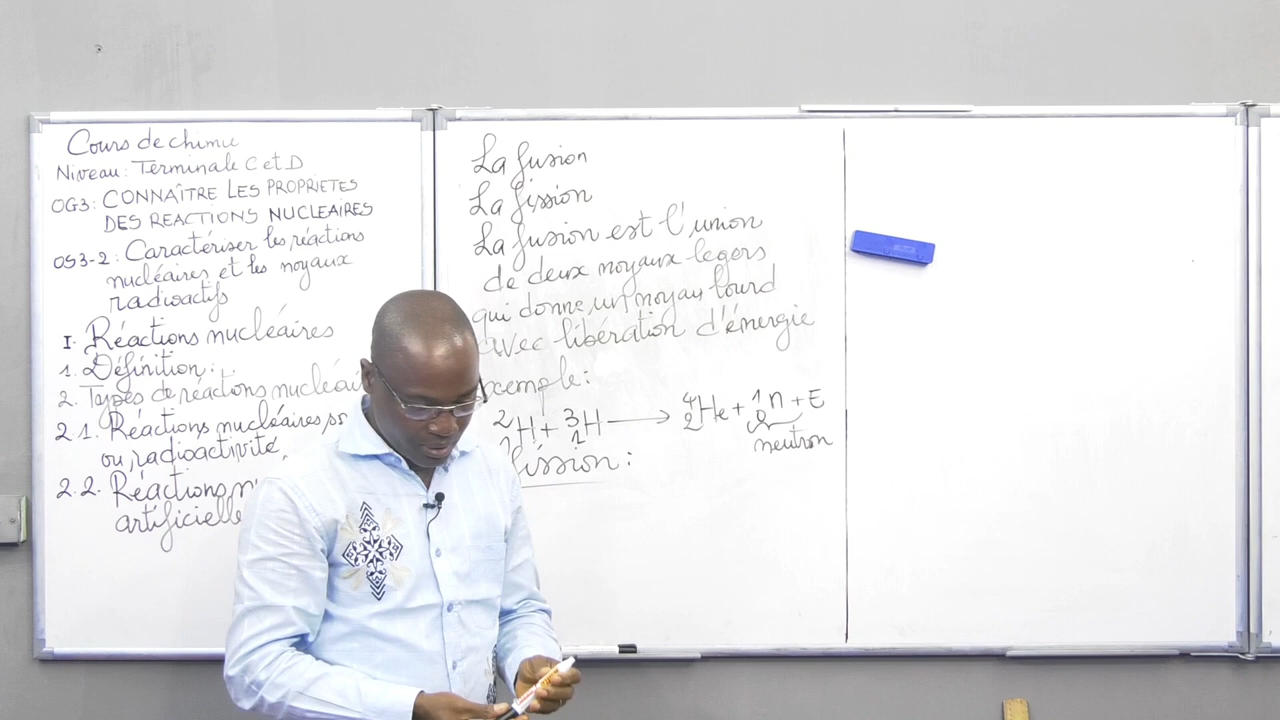 Cours de chimie
Niveau: Terminale C et D
OG3: CONNAÎTRE LES PROPRIETES
DES REACTIONS NUCLEAIRES
OS3-2: Caractériser les réactions
nucléaires et les noyaux
radioactifs
I. Réactions nucléaires
1. Définition:
2. Types de réactions nucléai
2.1. Réactions nucléaires sp
ou radioactivité,
2.2. Réactions n
artificielle
La fusion
La fission
La fusion est l'union
de deux noyaux legers
qui donne un noyau lourd
avec libération d'énergie
xemple:
²₁H + ³₁H → ⁴₂He + ¹₀n + E
neutron
fission: